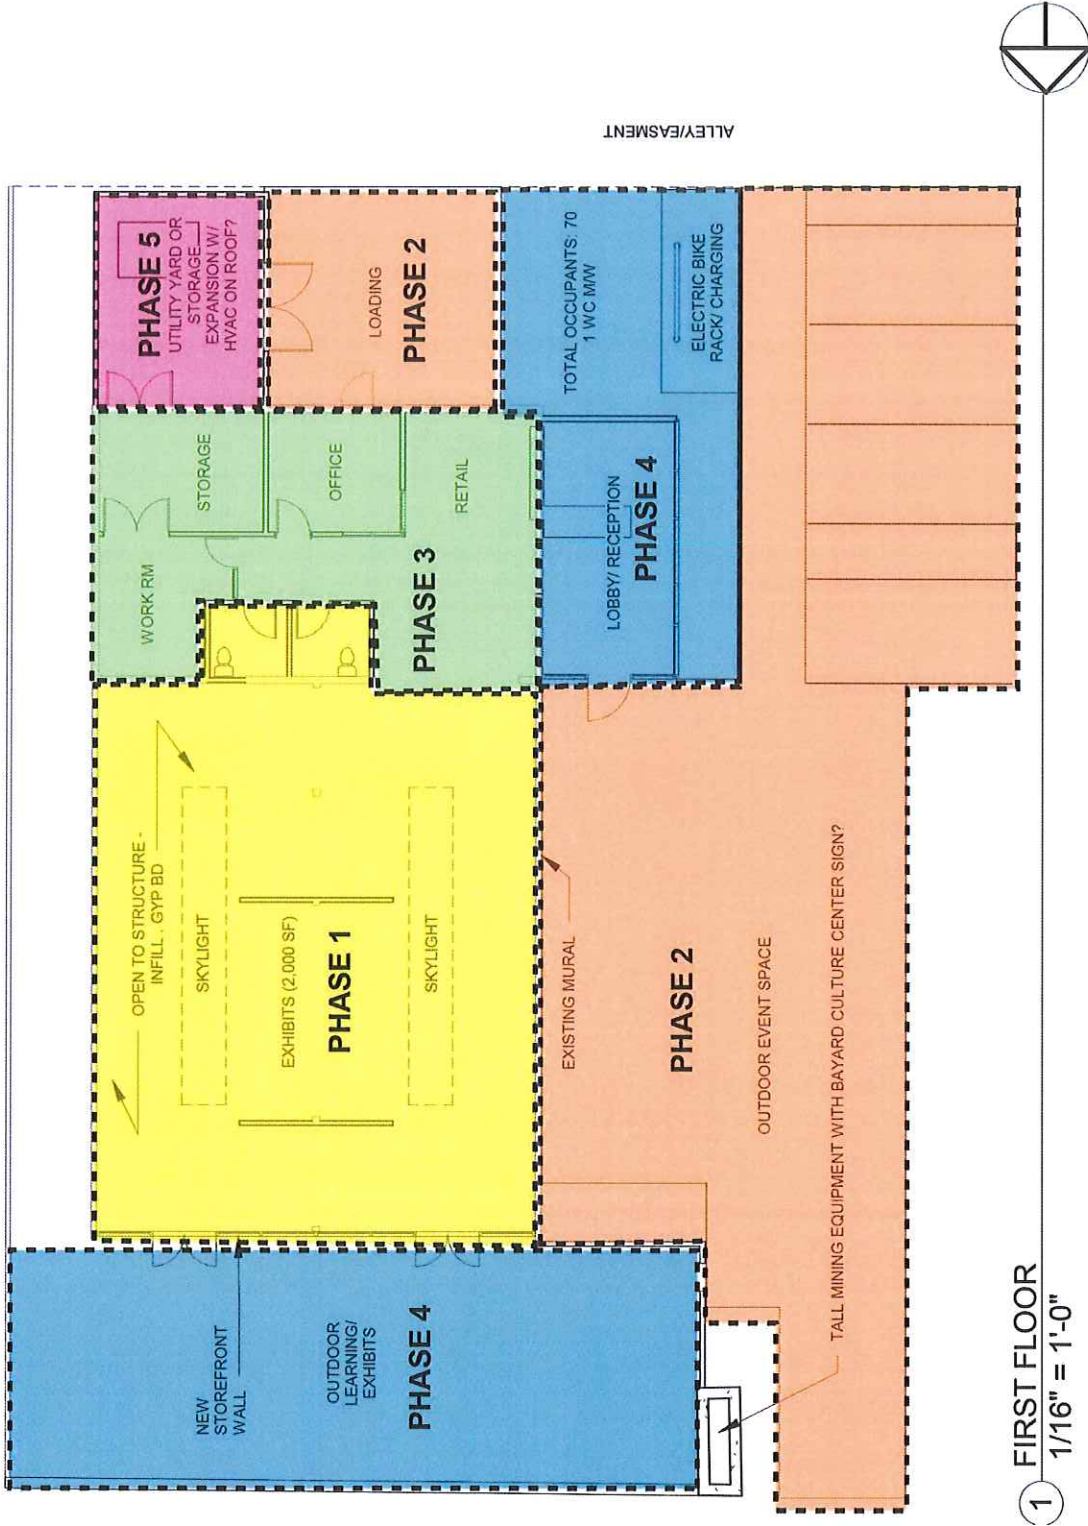 ALLEY/EASMENT
OPEN TO STRUCTURE -
INFILL . GYP BD
SKYLIGHT
EXHIBITS (2,000 SF)
PHASE 1
SKYLIGHT
WORK RM
STORAGE
OFFICE
RETAIL
PHASE 3
PHASE 5
UTILITY YARD OR
STORAGE
EXPANSION W/
HVAC ON ROOF?
LOADING
PHASE 2
TOTAL OCCUPANTS: 70
1 WC M/W
ELECTRIC BIKE
RACK/ CHARGING
LOBBY/ RECEPTION
PHASE 4
NEW
STOREFRONT
WALL
OUTDOOR
LEARNING/
EXHIBITS
PHASE 4
EXISTING MURAL
PHASE 2
OUTDOOR EVENT SPACE
TALL MINING EQUIPMENT WITH BAYARD CULTURE CENTER SIGN?
1
FIRST FLOOR
1/16" = 1'-0"